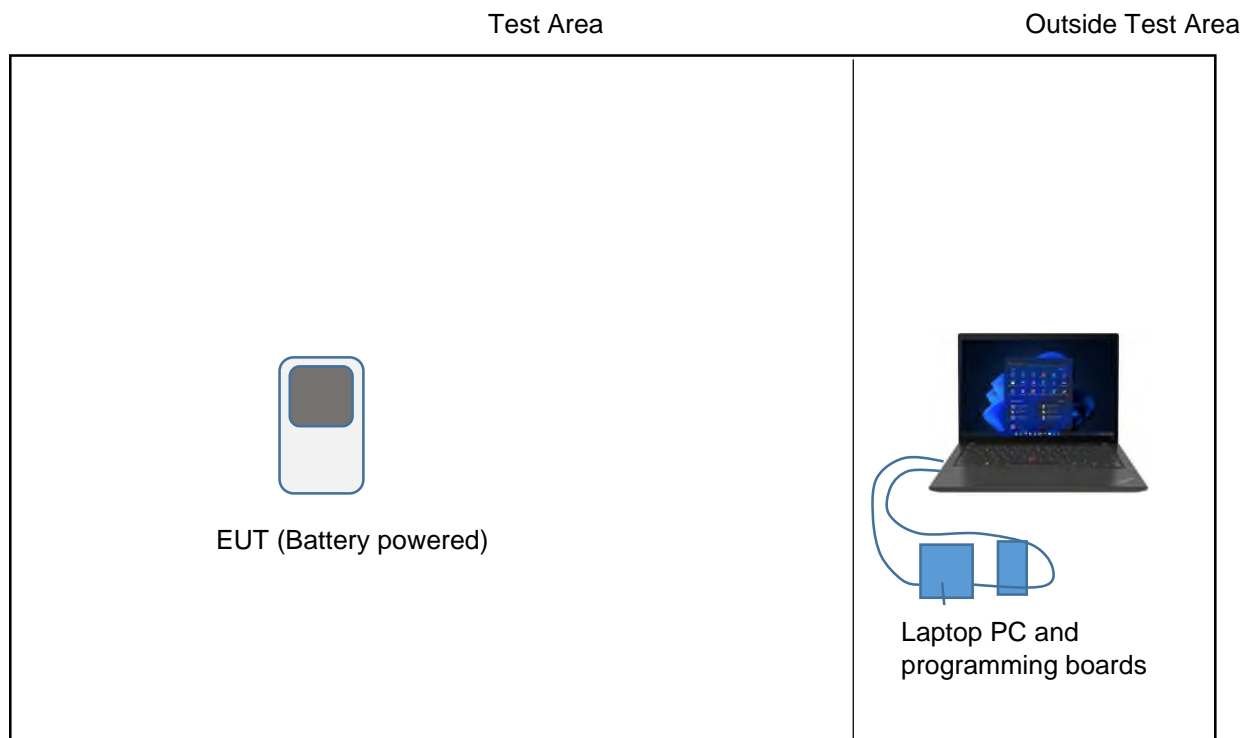 Test Area
Outside Test Area
EUT (Battery powered)
Laptop PC and
programming boards